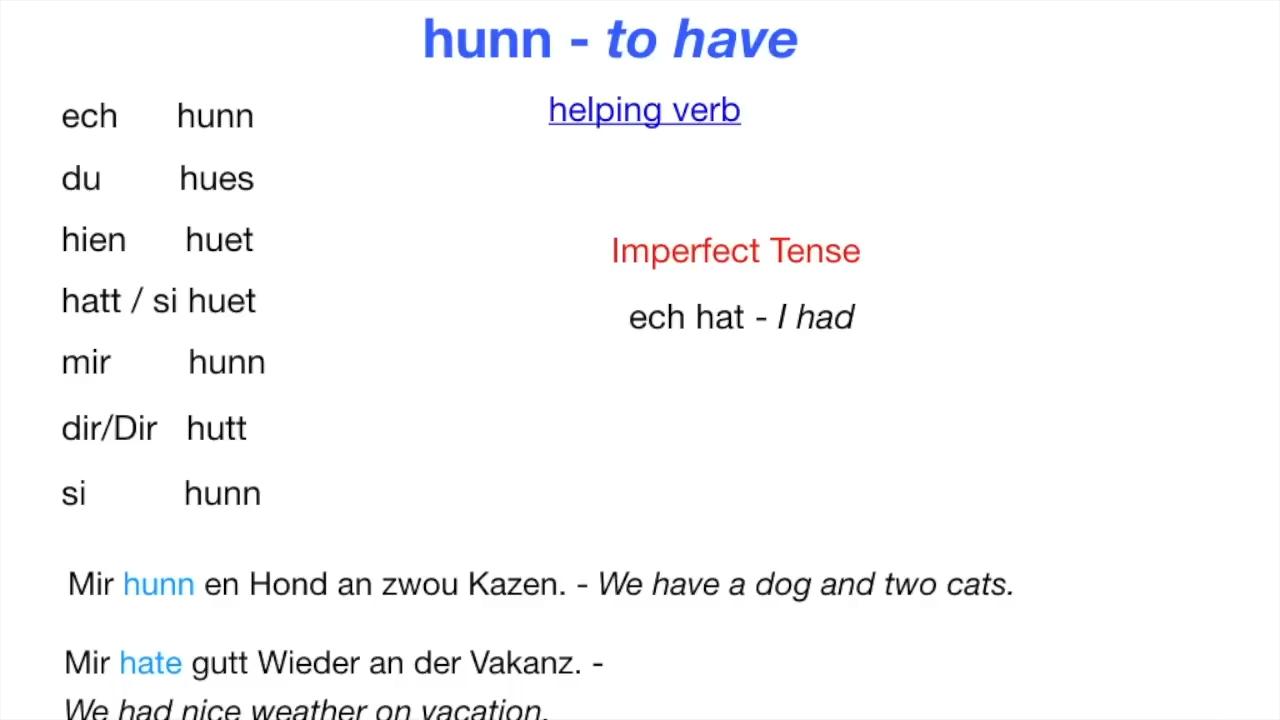 hunn - to have
helping verb
ech hunn
du hues
hien huet
hatt / si huet
mir hunn
dir/Dir hutt
si hunn
Imperfect Tense
ech hat - I had
Mir hunn en Hond an zwou Kazen. - We have a dog and two cats.
Mir hate gutt Wieder an der Vakanz. -
We had nice weather on vacation.